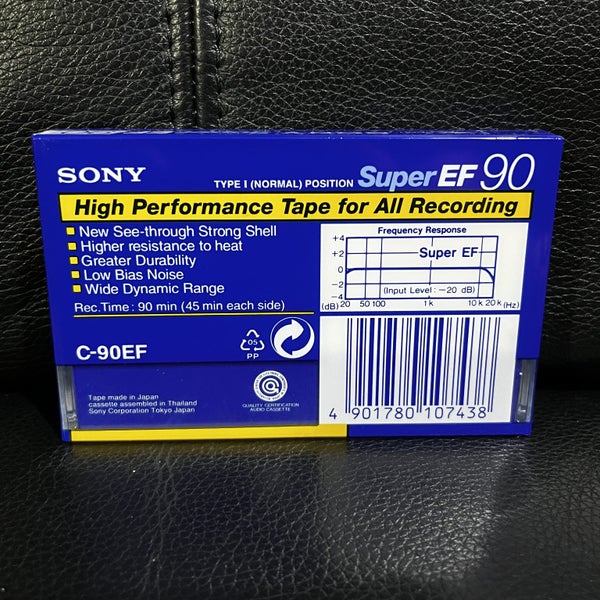 SONY
TYPE I (NORMAL) POSITION Super EF 90
High Performance Tape for All Recording
New See-through Strong Shell
Higher resistance to heat
Greater Durability
Low Bias Noise
Wide Dynamic Range
Rec.Time : 90 min (45 min each side)
C-90EF
05
PP
Tape made in Japan
cassette assembled in Thailand
Sony Corporation Tokyo Japan
QUALITY CERTIFICATION
AUDIO CASSETTE
Frequency Response
+4
+2
0
-2
-4
Super EF
(Input Level : -20 dB)
(dB) 20 50 100 1k 10k 20k (Hz)
4 901780 107438